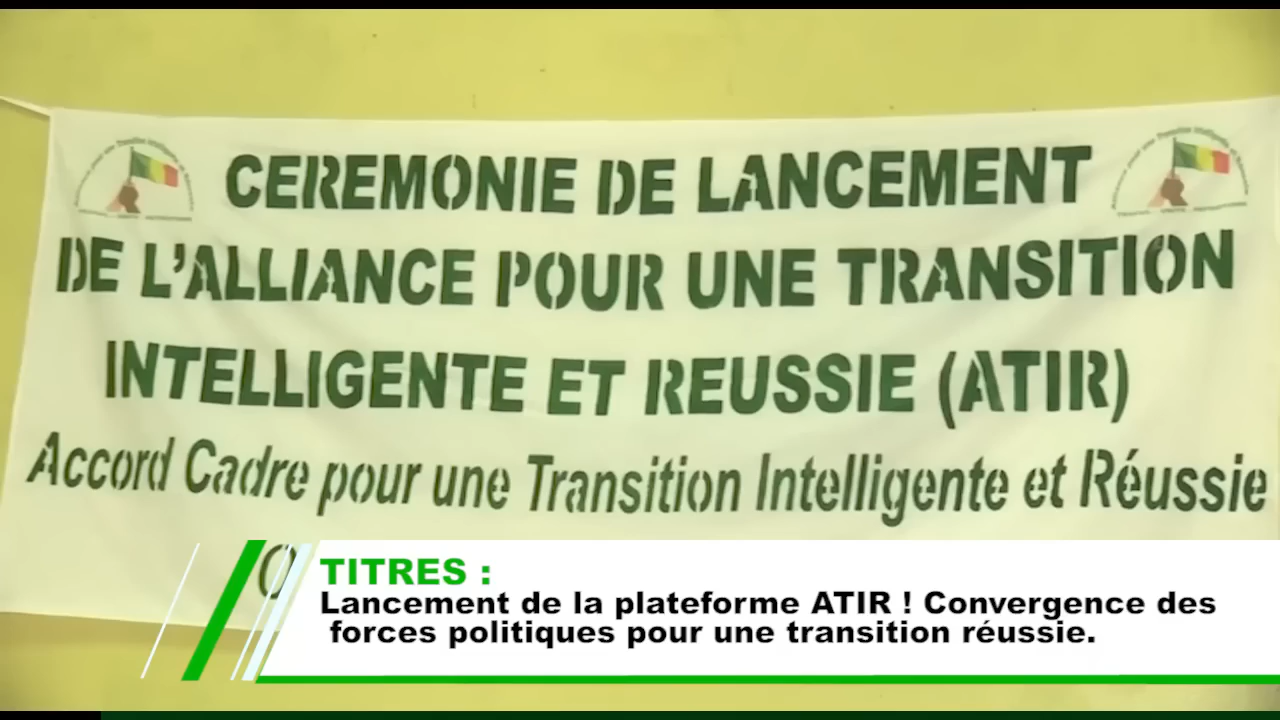 CEREMONIE DE LANCEMENT
DE L'ALLIANCE POUR UNE TRANSITION
INTELLIGENTE ET REUSSIE (ATIR)
Accord Cadre pour une Transition Intelligente et Réussie
TITRES :
Lancement de la plateforme ATIR ! Convergence des
forces politiques pour une transition réussie.